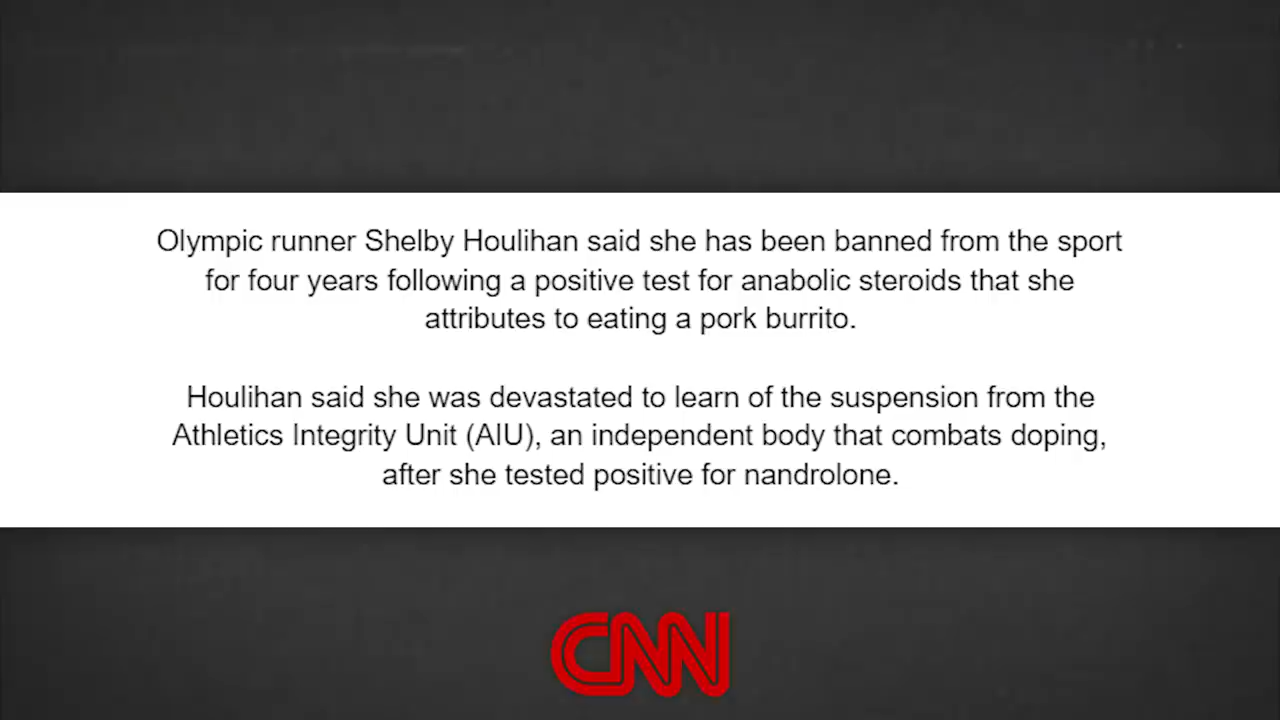 Olympic runner Shelby Houlihan said she has been banned from the sport
for four years following a positive test for anabolic steroids that she
attributes to eating a pork burrito.
Houlihan said she was devastated to learn of the suspension from the
Athletics Integrity Unit (AIU), an independent body that combats doping,
after she tested positive for nandrolone.
CNN